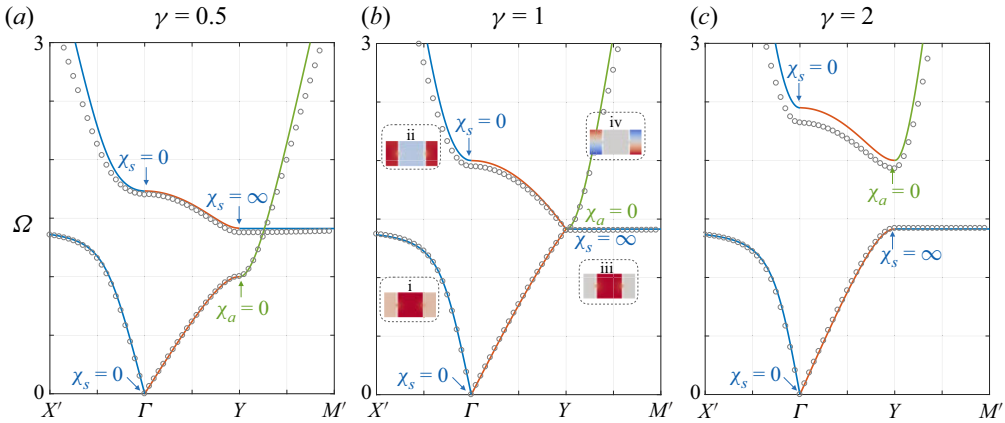 (a) γ = 0.5 (b) γ = 1 (c) γ = 2
3 3 3
χs = 0
χs = 0
ii iv
χs = 0
χs = ∞
χa = 0
Ω
χa = 0
χs = ∞
χs = ∞
iii
i
χa = 0
χs = 0 χs = 0 χs = 0
0 0 0
X′ Γ Y M′ X′ Γ Y M′ X′ Γ Y M′